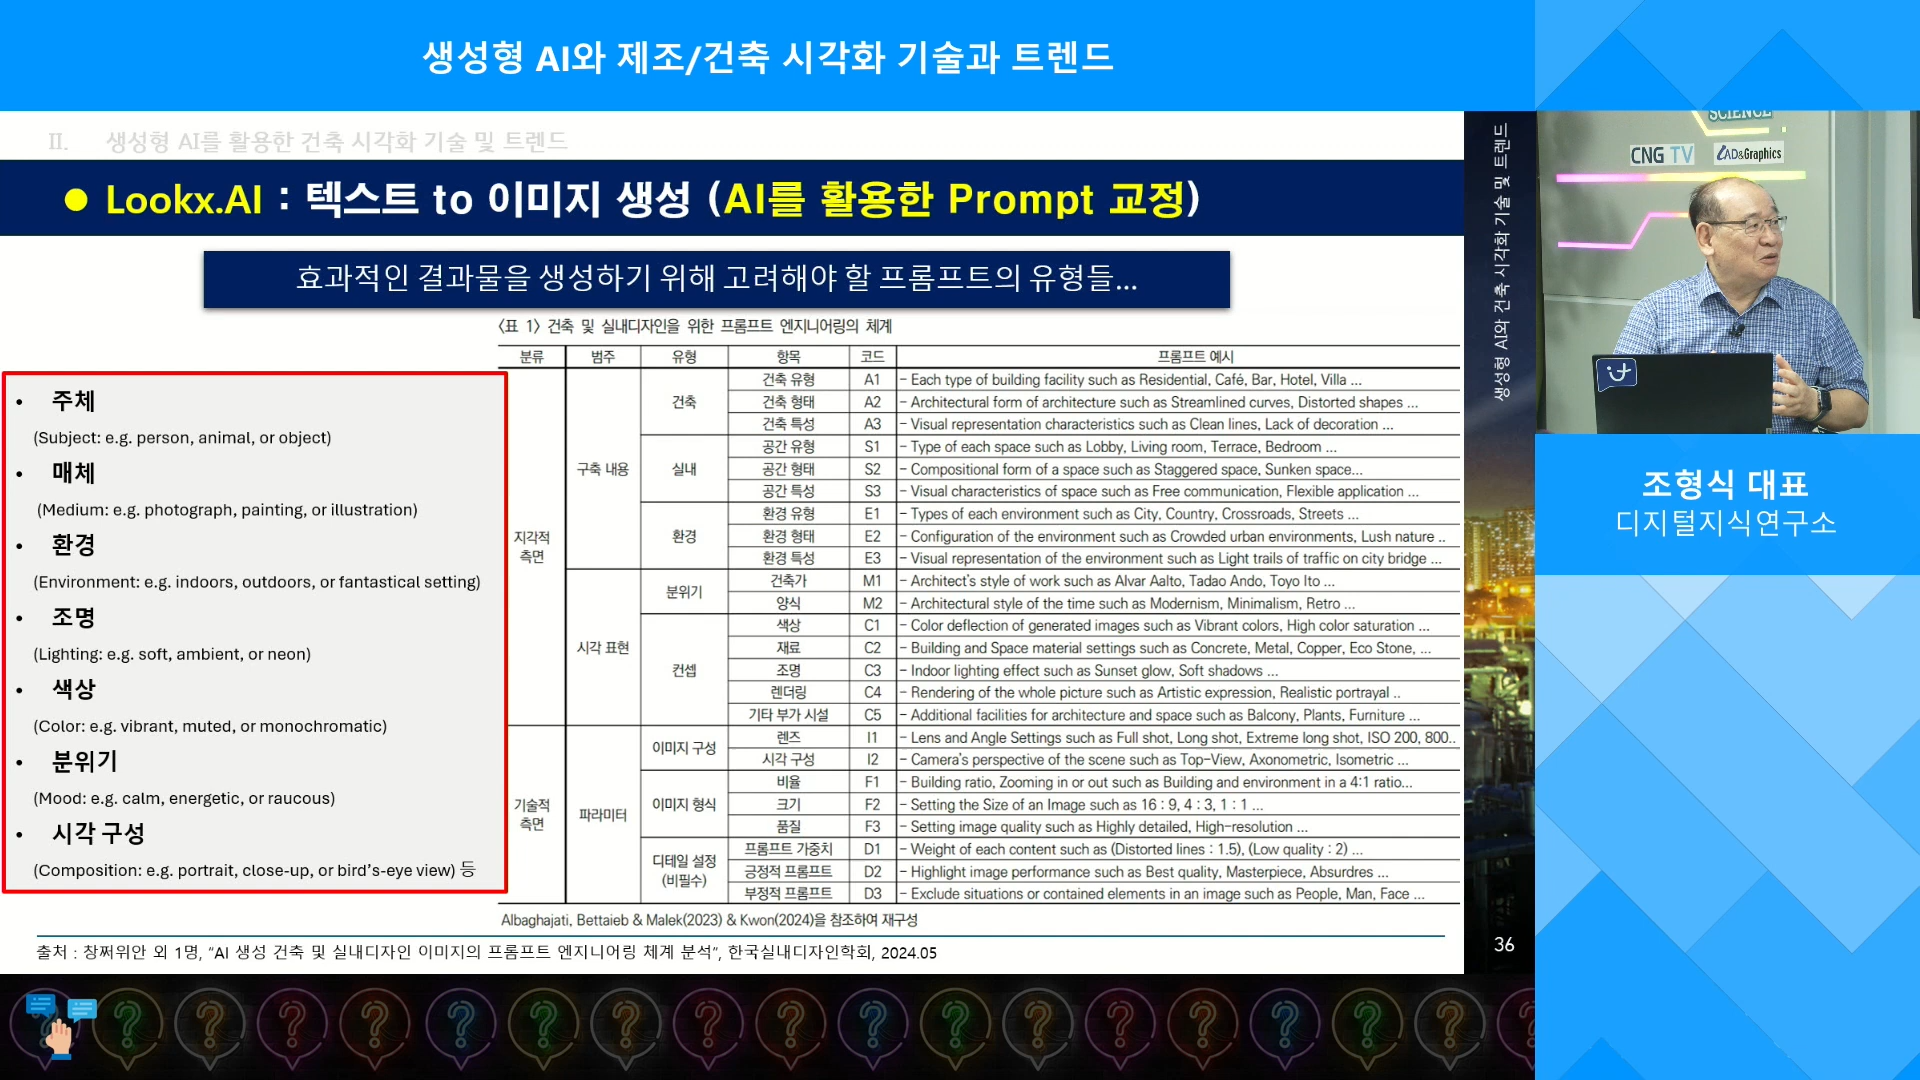 생성형 AI와 제조/건축 시각화 기술과 트렌드
II. 생성형 AI를 활용한 건축 시각화 기술 및 트렌드
● Lookx.AI : 텍스트 to 이미지 생성 (AI를 활용한 Prompt 교정)
효과적인 결과물을 생성하기 위해 고려해야 할 프롬프트의 유형들...
• 주체
(Subject: e.g. person, animal, or object)
• 매체
(Medium: e.g. photograph, painting, or illustration)
• 환경
(Environment: e.g. indoors, outdoors, or fantastical setting)
• 조명
(Lighting: e.g. soft, ambient, or neon)
• 색상
(Color: e.g. vibrant, muted, or monochromatic)
• 분위기
(Mood: e.g. calm, energetic, or raucous)
• 시각 구성
(Composition: e.g. portrait, close-up, or bird's-eye view) 등
〈표 1〉 건축 및 실내디자인을 위한 프롬프트 엔지니어링의 체계
분류 범주 유형 항목 코드 프롬프트 예시
지각적 측면 구축 내용 건축 건축 유형 A1 - Each type of building facility such as Residential, Café, Bar, Hotel, Villa ...
건축 형태 A2 - Architectural form of architecture such as Streamlined curves, Distorted shapes ...
건축 특성 A3 - Visual representation characteristics such as Clean lines, Lack of decoration ...
실내 공간 유형 S1 - Type of each space such as Lobby, Living room, Terrace, Bedroom ...
공간 형태 S2 - Compositional form of a space such as Staggered space, Sunken space...
공간 특성 S3 - Visual characteristics of space such as Free communication, Flexible application ...
환경 환경 유형 E1 - Types of each environment such as City, Country, Crossroads, Streets ...
환경 형태 E2 - Configuration of the environment such as Crowded urban environments, Lush nature ..
환경 특성 E3 - Visual representation of the environment such as Light trails of traffic on city bridge ...
시각 표현 분위기 건축가 M1 - Architect's style of work such as Alvar Aalto, Tadao Ando, Toyo Ito ...
양식 M2 - Architectural style of the time such as Modernism, Minimalism, Retro ...
컨셉 색상 C1 - Color deflection of generated images such as Vibrant colors, High color saturation ...
재료 C2 - Building and Space material settings such as Concrete, Metal, Copper, Eco Stone, ...
조명 C3 - Indoor lighting effect such as Sunset glow, Soft shadows ...
렌더링 C4 - Rendering of the whole picture such as Artistic expression, Realistic portrayal ..
기타 부가 시설 C5 - Additional facilities for architecture and space such as Balcony, Plants, Furniture ...
기술적 측면 파라미터 이미지 구성 렌즈 I1 - Lens and Angle Settings such as Full shot, Long shot, Extreme long shot, ISO 200, 800..
시각 구성 I2 - Camera's perspective of the scene such as Top-View, Axonometric, Isometric ...
이미지 형식 비율 F1 - Building ratio, Zooming in or out such as Building and environment in a 4:1 ratio...
크기 F2 - Setting the Size of an Image such as 16 : 9, 4 : 3, 1 : 1 ...
품질 F3 - Setting image quality such as Highly detailed, High-resolution ...
디테일 설정 (비필수) 프롬프트 가중치 D1 - Weight of each content such as (Distorted lines : 1.5), (Low quality : 2) ...
긍정적 프롬프트 D2 - Highlight image performance such as Best quality, Masterpiece, Absurdres ...
부정적 프롬프트 D3 - Exclude situations or contained elements in an image such as People, Man, Face ...
Albaghajati, Bettaieb & Malek(2023) & Kwon(2024)을 참조하여 재구성
출처 : 창쩌위안 외 1명, “AI 생성 건축 및 실내디자인 이미지의 프롬프트 엔지니어링 체계 분석”, 한국실내디자인학회, 2024.05
생성형 AI와 건축 시각화 기술 및 트렌드
36
SCIENCE
CNG TV
CAD&Graphics
조형식 대표
디지털지식연구소